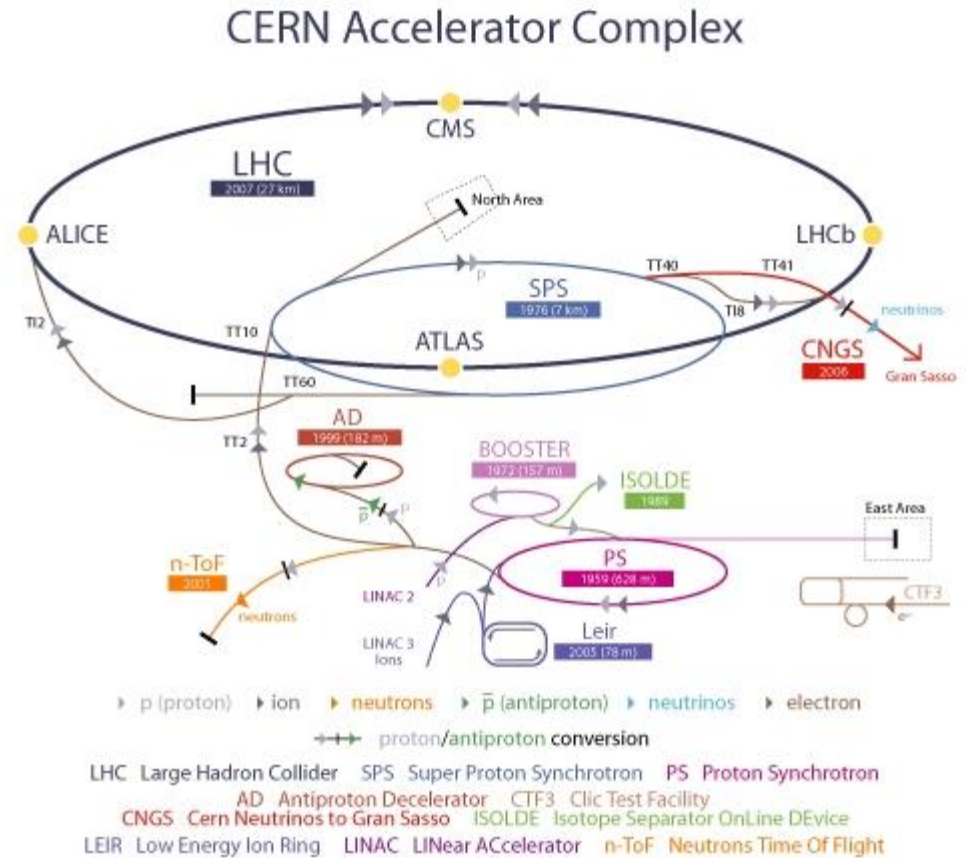 CERN Accelerator Complex
CMS
LHC
2007 (27 km)
North Area
ALICE
LHCb
TT40
TT41
p
SPS
1976 (7 km)
TI8
neutrinos
TI2
TT10
ATLAS
CNGS
2006
Gran Sasso
TT60
AD
1999 (182 m)
TT2
BOOSTER
1972 (157 m)
ISOLDE
1989
East Area
p̅
p
PS
1959 (628 m)
n-ToF
2001
p
LINAC 2
CTF3
e-
neutrons
LINAC 3
Ions
Leir
2005 (78 m)
p (proton) ion neutrons p̅ (antiproton) neutrinos electron
proton/antiproton conversion
LHC Large Hadron Collider SPS Super Proton Synchrotron PS Proton Synchrotron
AD Antiproton Decelerator CTF3 Clic Test Facility
CNGS Cern Neutrinos to Gran Sasso ISOLDE Isotope Separator OnLine DEvice
LEIR Low Energy Ion Ring LINAC LINear ACcelerator n-ToF Neutrons Time Of Flight